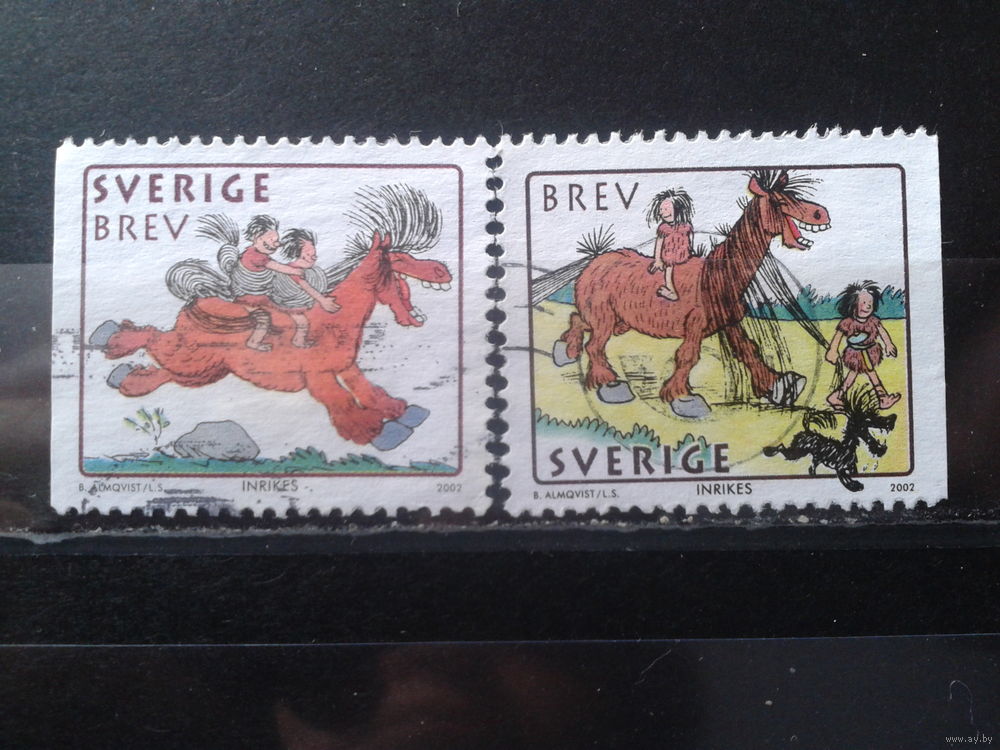 SVERIGE
BREV
B. ALMQVIST/L.S. INRIKES 2002
BREV
SVERIGE
B. ALMQVIST/L.S. INRIKES 2002
www.ay.by